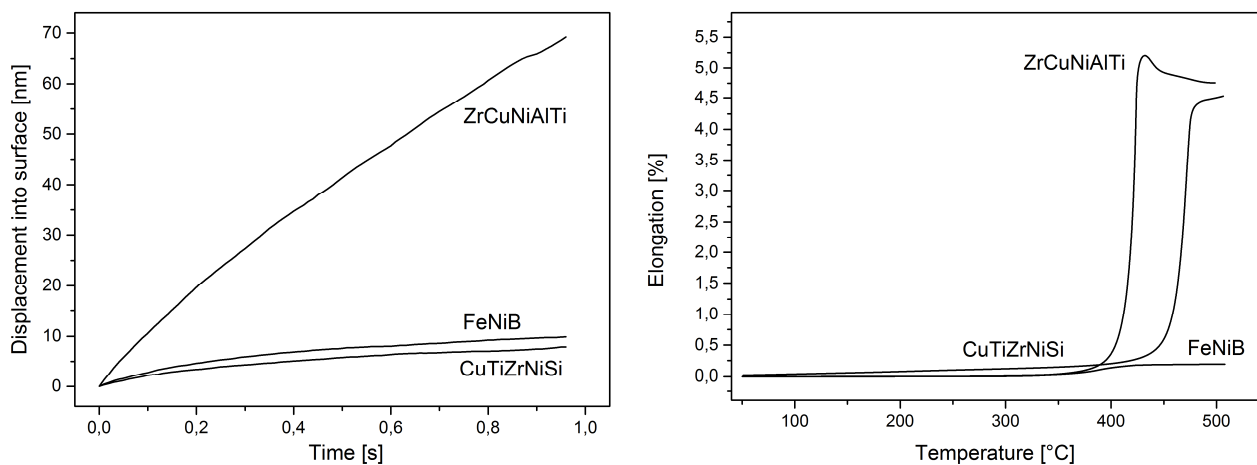 Displacement into surface [nm]
70
60
50
40
30
20
10
0
ZrCuNiAlTi
FeNiB
CuTiZrNiSi
0,0 0,2 0,4 0,6 0,8 1,0
Time [s]
Elongation [%]
5,5
5,0
4,5
4,0
3,5
3,0
2,5
2,0
1,5
1,0
0,5
0,0
ZrCuNiAlTi
CuTiZrNiSi
FeNiB
100 200 300 400 500
Temperature [°C]